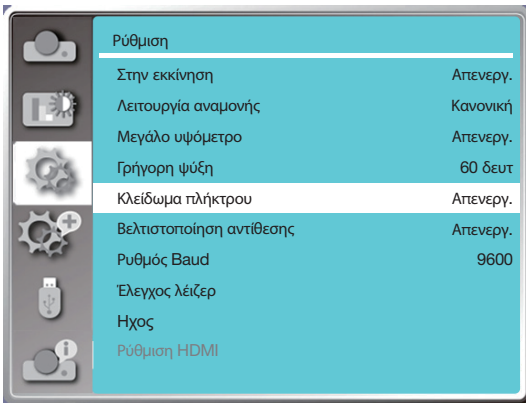 Ρύθμιση
Στην εκκίνηση Απενεργ.
Λειτουργία αναμονής Κανονική
Μεγάλο υψόμετρο Απενεργ.
Γρήγορη ψύξη 60 δευτ
Κλείδωμα πλήκτρου Απενεργ.
Βελτιστοποίηση αντίθεσης Απενεργ.
Ρυθμός Baud 9600
Έλεγχος λέιζερ
Ηχος
Ρύθμιση HDMI